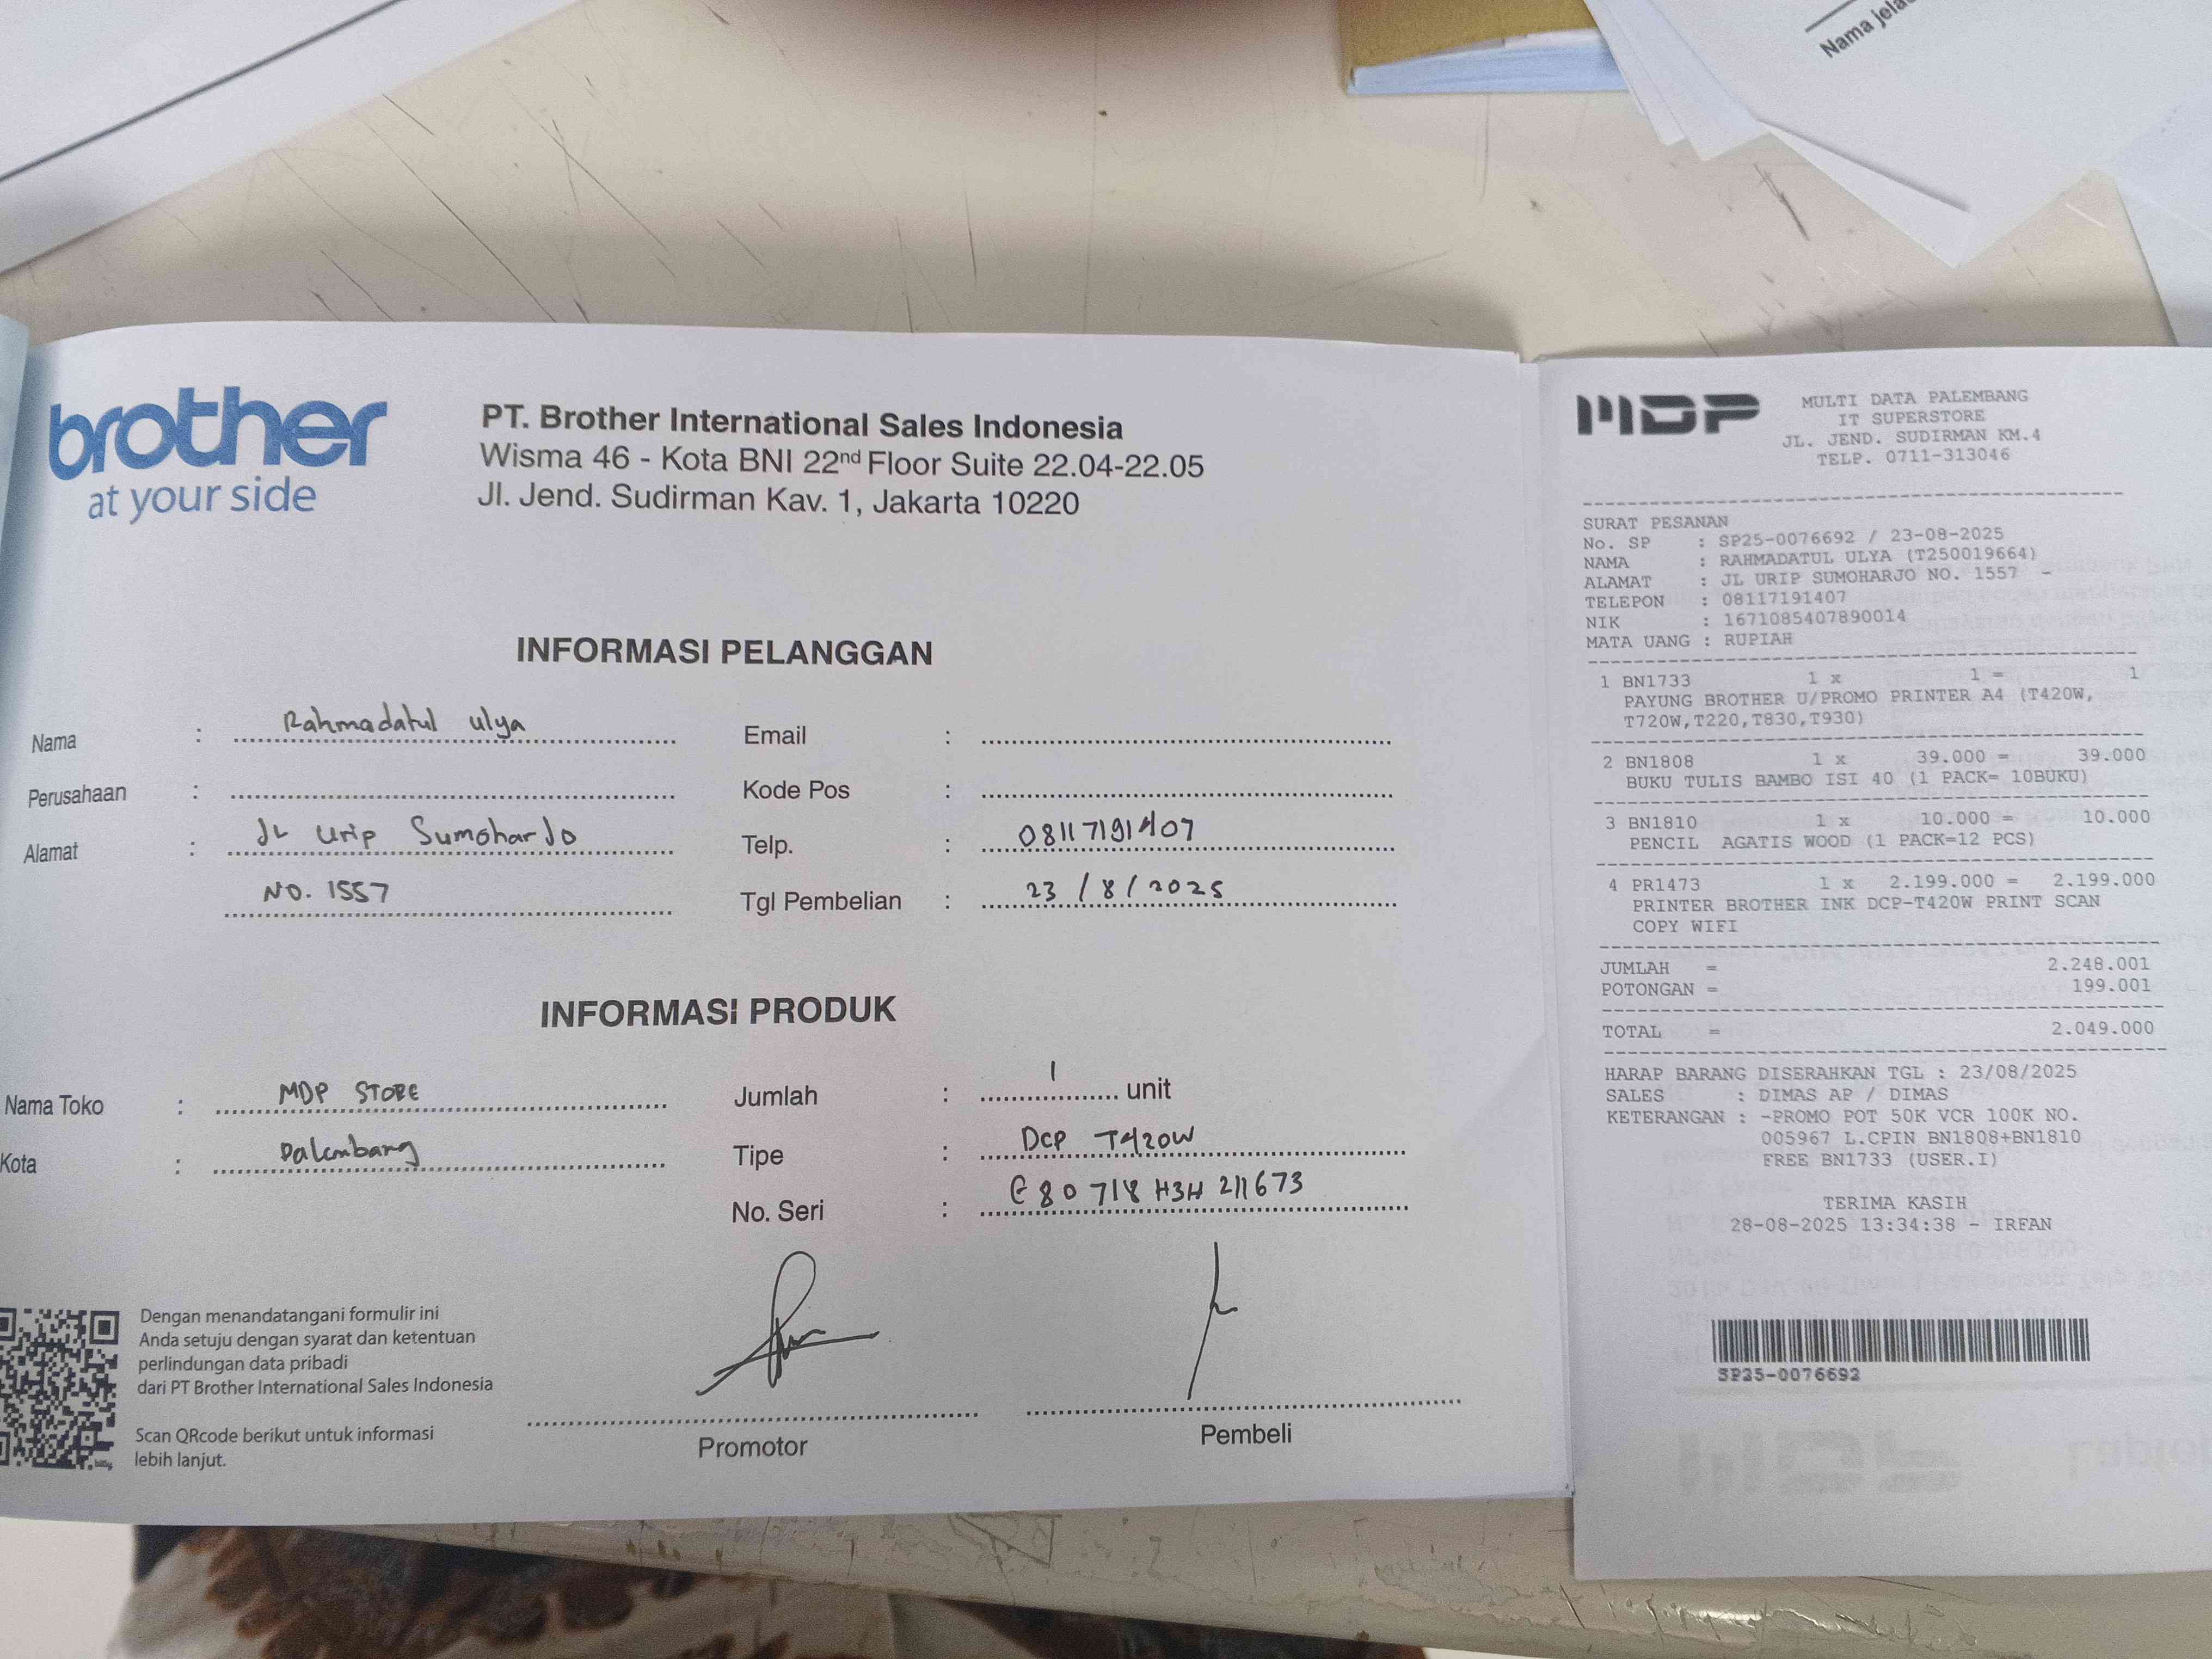 Nama jela
brother
at your side
PT. Brother International Sales Indonesia
Wisma 46 - Kota BNI 22nd Floor Suite 22.04-22.05
Jl. Jend. Sudirman Kav. 1, Jakarta 10220
INFORMASI PELANGGAN
Nama : Rahmadatul ulya
Email :
Perusahaan :
Kode Pos :
Alamat : JL Urip SumoharJo
Telp. : 08117191407
NO. 1557
Tgl Pembelian : 23 / 8 / 2025
INFORMASI PRODUK
Nama Toko : MDP STORE
Jumlah : 1 unit
Kota : Palembang
Tipe : DCP T420W
No. Seri : E80718H3H211673
Dengan menandatangani formulir ini
Anda setuju dengan syarat dan ketentuan
perlindungan data pribadi
dari PT Brother International Sales Indonesia
Scan QRcode berikut untuk informasi
lebih lanjut.
Promotor
Pembeli
MDP
MULTI DATA PALEMBANG
IT SUPERSTORE
JL. JEND. SUDIRMAN KM.4
TELP. 0711-313046
SURAT PESANAN
No. SP : SP25-0076692 / 23-08-2025
NAMA : RAHMADATUL ULYA (T250019664)
ALAMAT : JL URIP SUMOHARJO NO. 1557 -
TELEPON : 08117191407
NIK : 1671085407890014
MATA UANG : RUPIAH
1 BN1733 1 x 1 = 1
PAYUNG BROTHER U/PROMO PRINTER A4 (T420W,
T720W,T220,T830,T930)
2 BN1808 1 x 39.000 = 39.000
BUKU TULIS BAMBO ISI 40 (1 PACK= 10BUKU)
3 BN1810 1 x 10.000 = 10.000
PENCIL AGATIS WOOD (1 PACK=12 PCS)
4 PR1473 1 x 2.199.000 = 2.199.000
PRINTER BROTHER INK DCP-T420W PRINT SCAN
COPY WIFI
JUMLAH = 2.248.001
POTONGAN = 199.001
TOTAL = 2.049.000
HARAP BARANG DISERAHKAN TGL : 23/08/2025
SALES : DIMAS AP / DIMAS
KETERANGAN : -PROMO POT 50K VCR 100K NO.
005967 L.CPIN BN1808+BN1810
FREE BN1733 (USER.I)
TERIMA KASIH
28-08-2025 13:34:38 - IRFAN
SP25-0076692